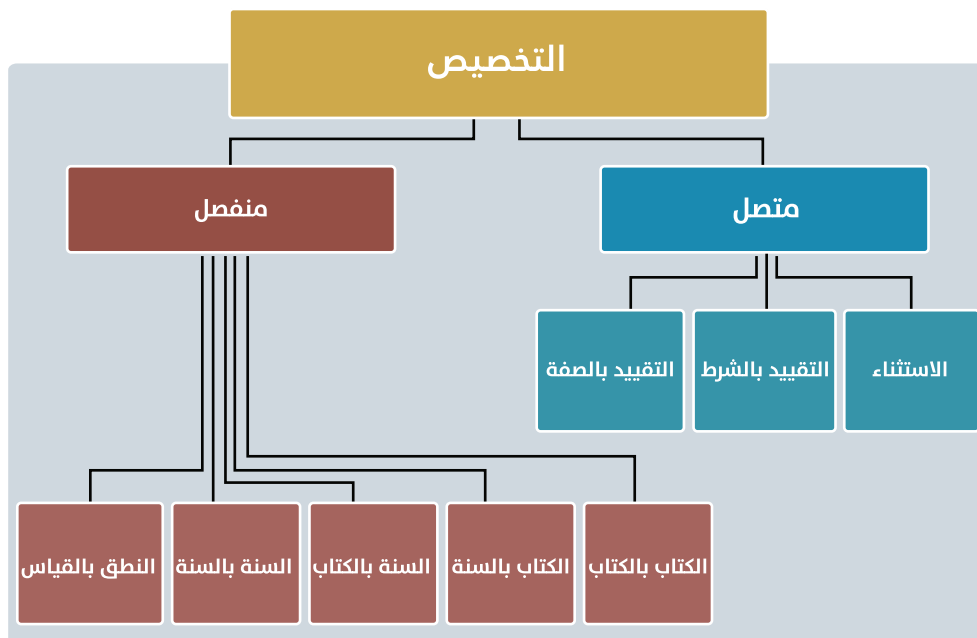 التخصيص
متصل
منفصل
الاستثناء
التقييد بالشرط
التقييد بالصفة
الكتاب بالكتاب
الكتاب بالسنة
السنة بالكتاب
السنة بالسنة
النطق بالقياس